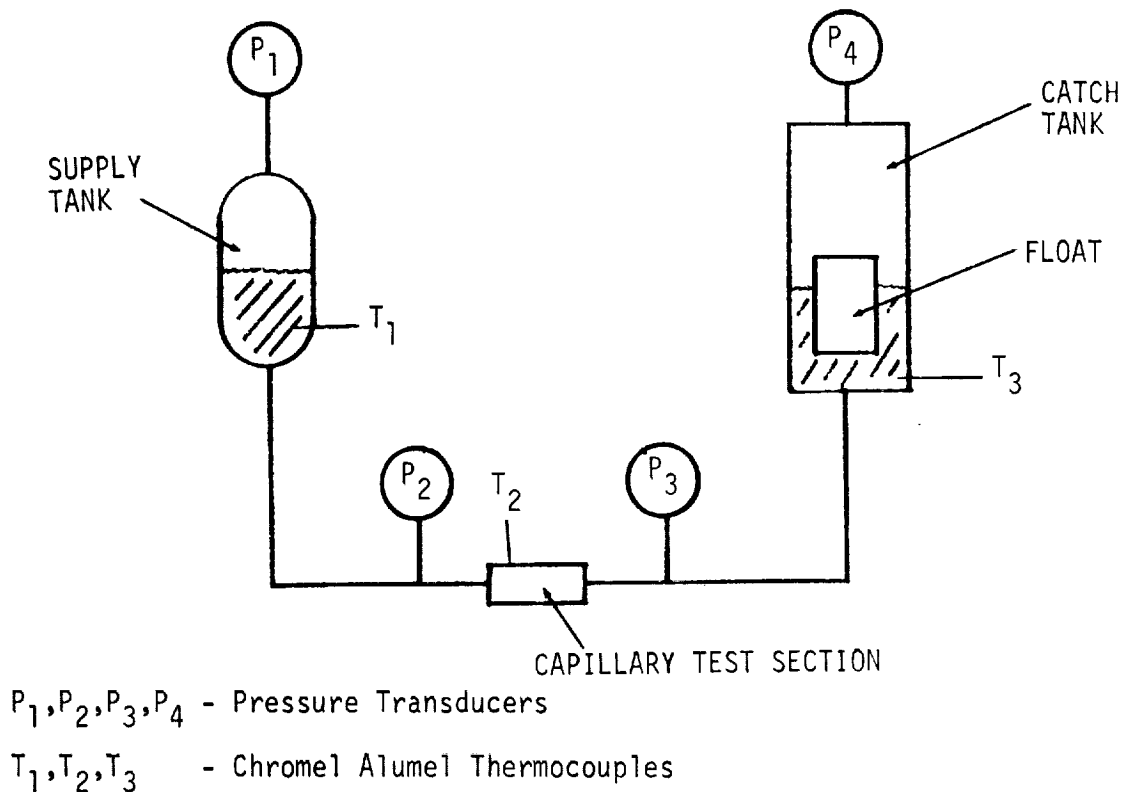 P1
P4
CATCH
TANK
SUPPLY
TANK
FLOAT
T1
T3
P2
T2
P3
CAPILLARY TEST SECTION
P1,P2,P3,P4 - Pressure Transducers
T1,T2,T3 - Chromel Alumel Thermocouples